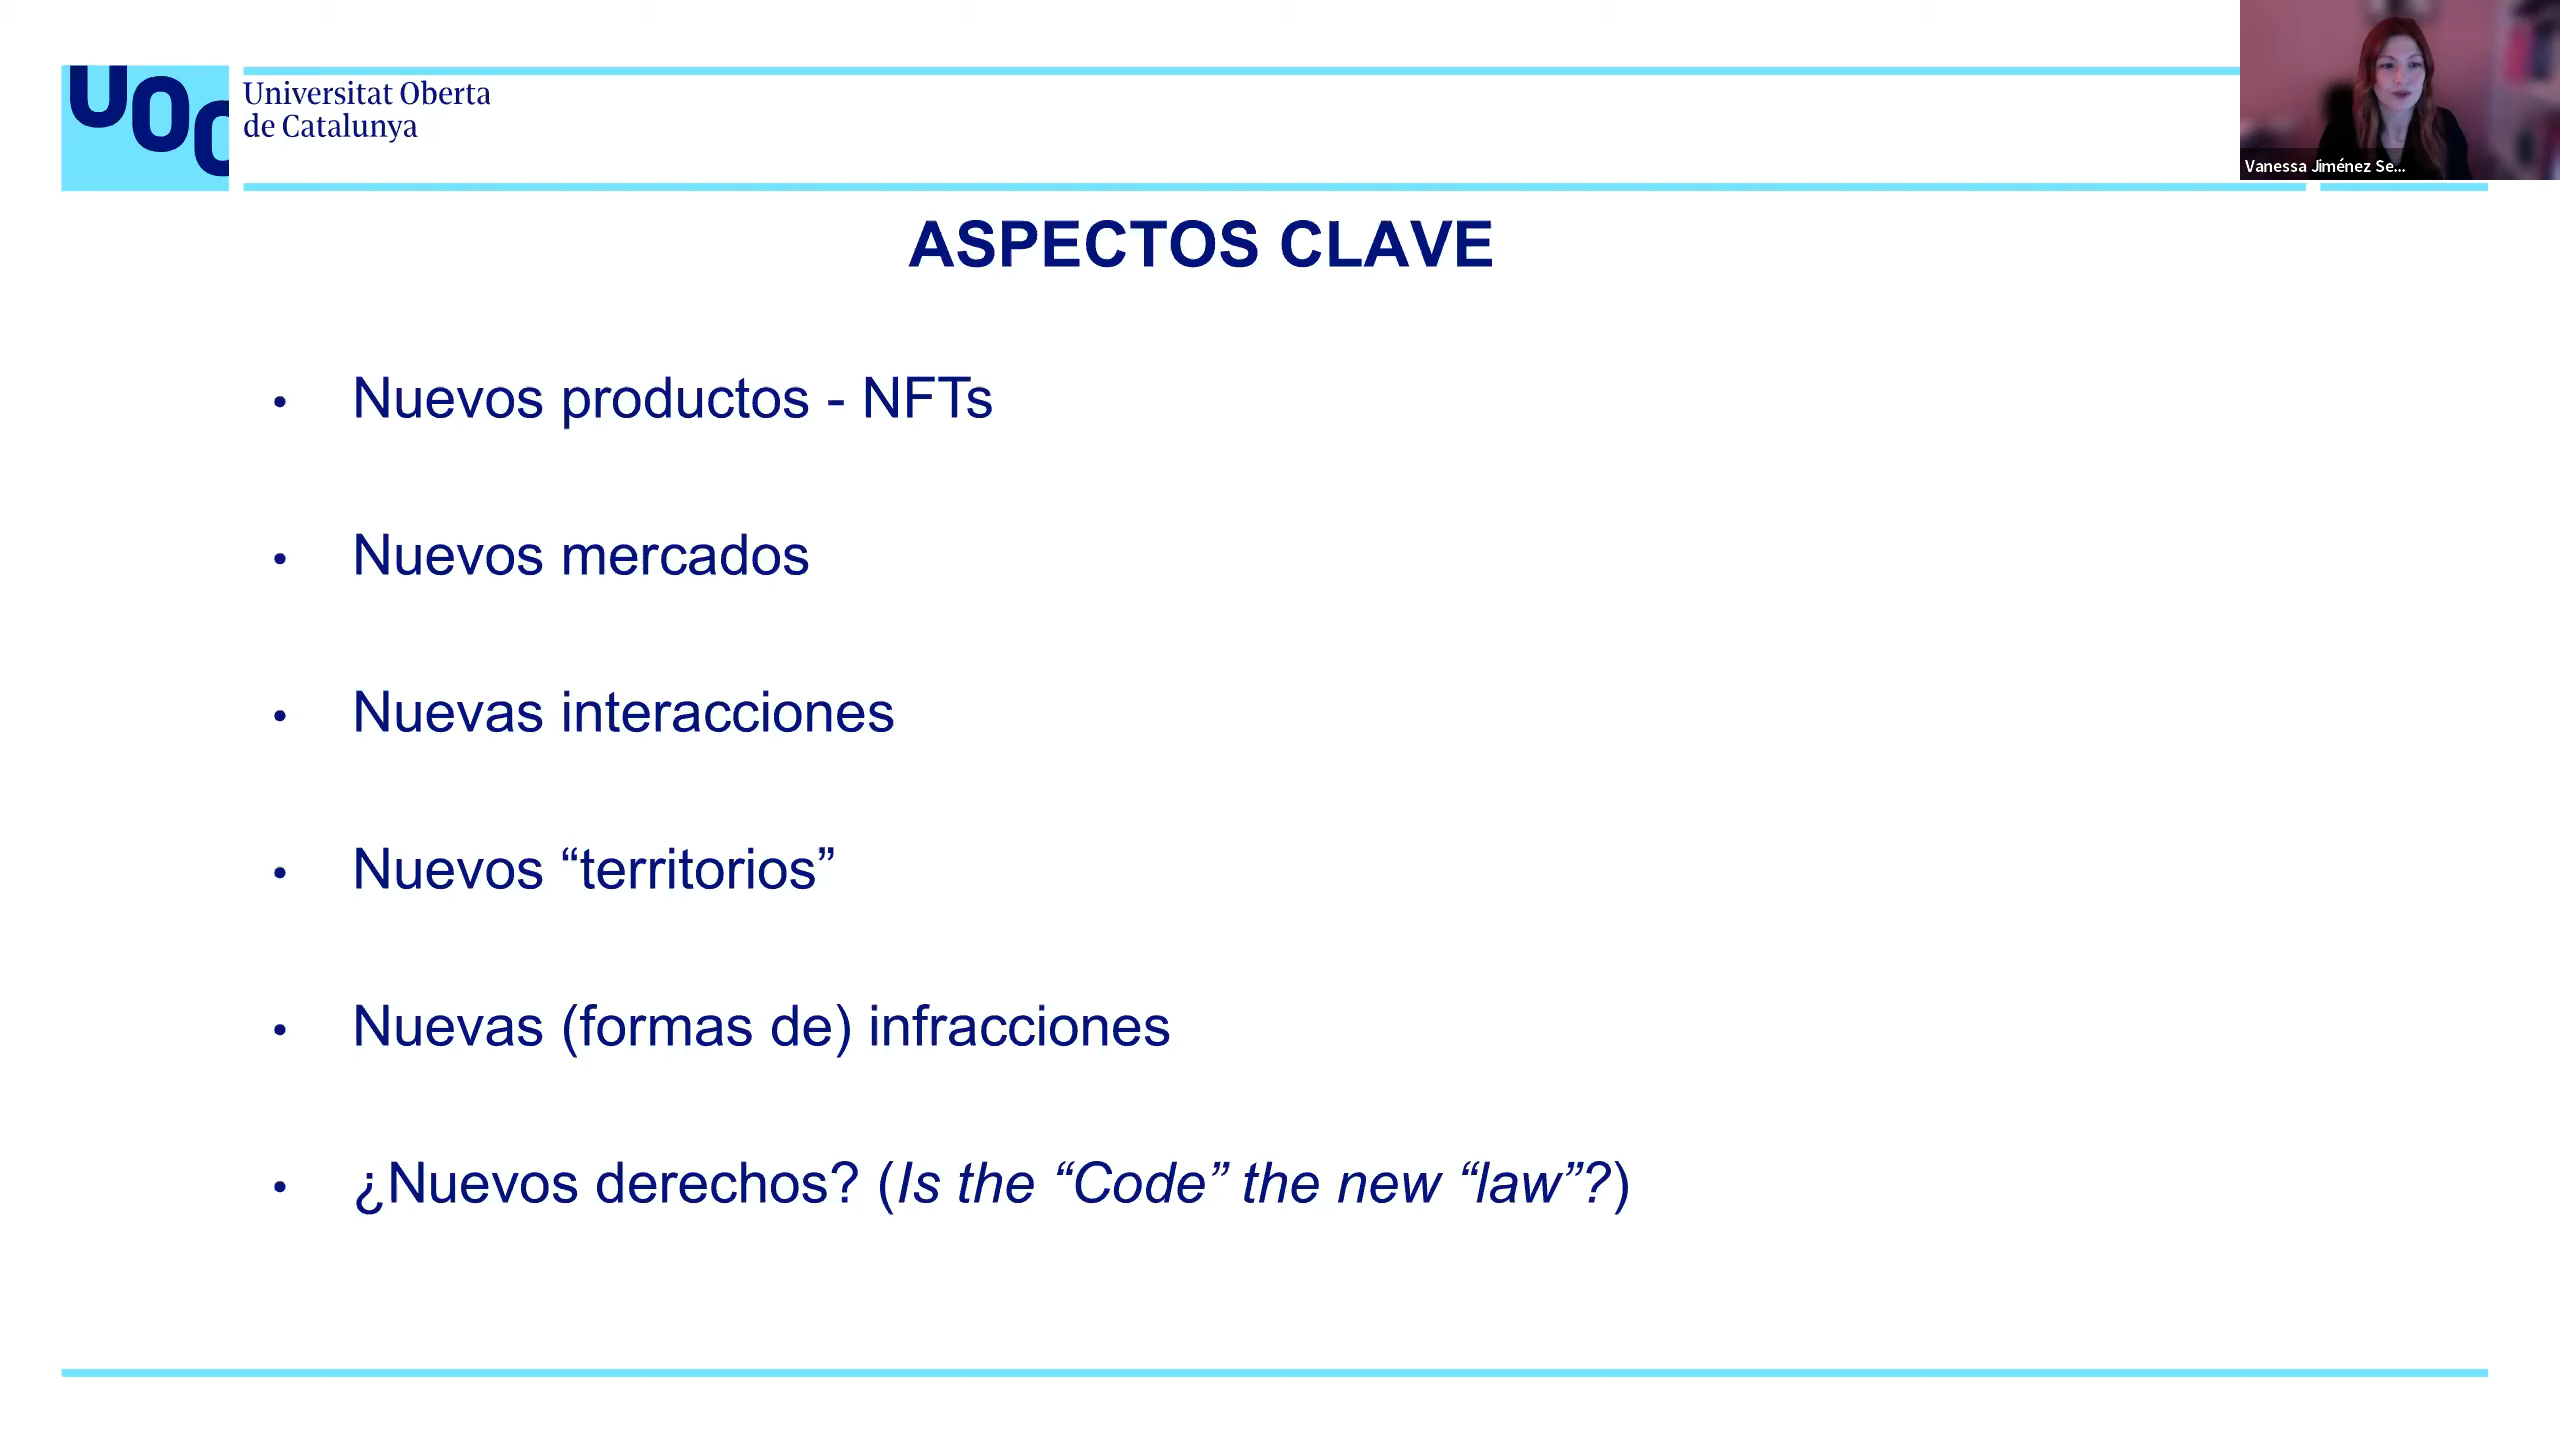 UOC
Universitat Oberta
de Catalunya
Vanessa Jiménez Se...
ASPECTOS CLAVE
• Nuevos productos - NFTs
• Nuevos mercados
• Nuevas interacciones
• Nuevos “territorios”
• Nuevas (formas de) infracciones
• ¿Nuevos derechos? (Is the “Code” the new “law”?)